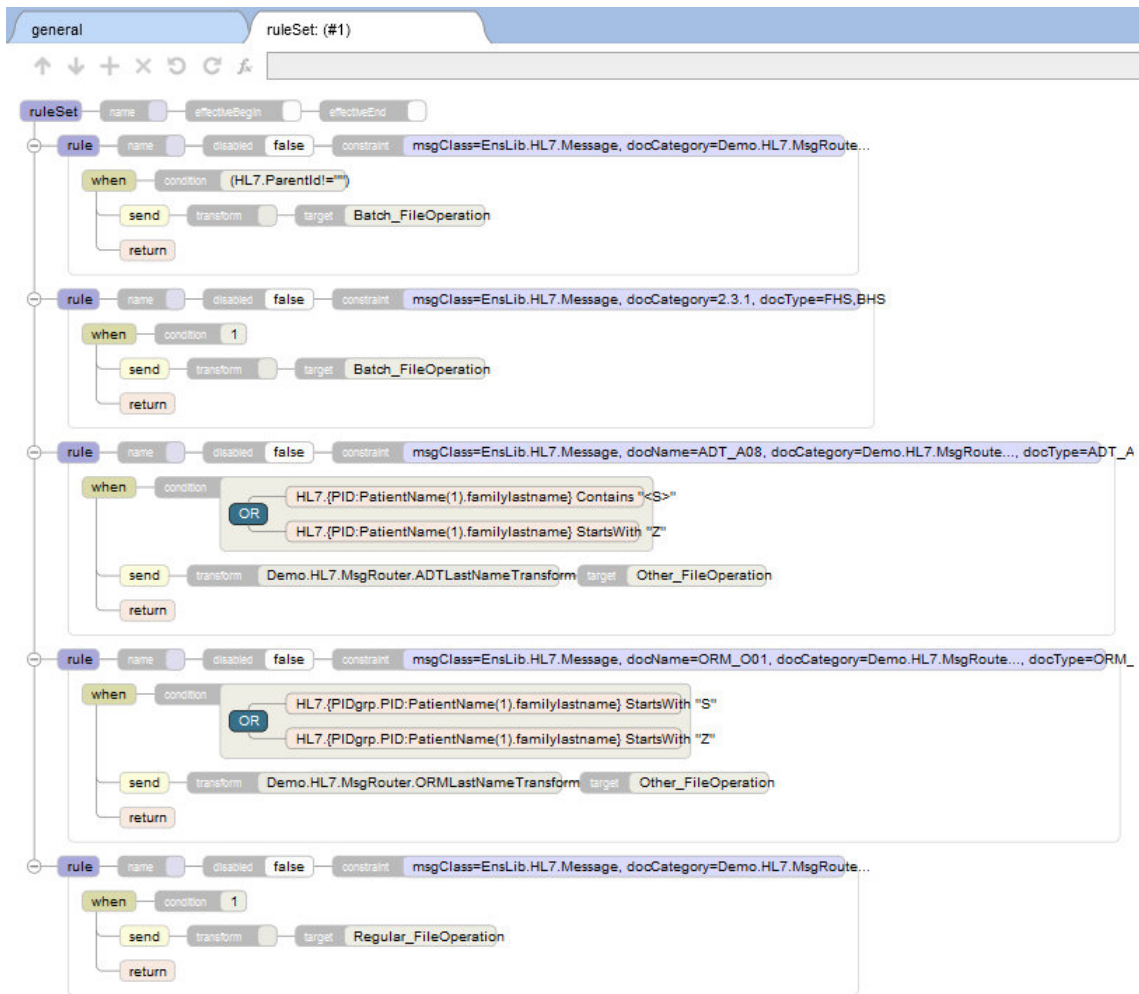 general ruleSet: (#1)
fx
ruleSet name effectiveBegin effectiveEnd
rule name disabled false constraint msgClass=EnsLib.HL7.Message, docCategory=Demo.HL7.MsgRoute...
when condition (HL7.ParentId!="")
send transform target Batch_FileOperation
return
rule name disabled false constraint msgClass=EnsLib.HL7.Message, docCategory=2.3.1, docType=FHS,BHS
when condition 1
send transform target Batch_FileOperation
return
rule name disabled false constraint msgClass=EnsLib.HL7.Message, docName=ADT_A08, docCategory=Demo.HL7.MsgRoute..., docType=ADT_A
when condition
HL7.{PID:PatientName(1).familylastname} Contains "<S>"
OR
HL7.{PID:PatientName(1).familylastname} StartsWith "Z"
send transform Demo.HL7.MsgRouter.ADTLastNameTransform target Other_FileOperation
return
rule name disabled false constraint msgClass=EnsLib.HL7.Message, docName=ORM_O01, docCategory=Demo.HL7.MsgRoute..., docType=ORM_
when condition
HL7.{PIDgrp.PID:PatientName(1).familylastname} StartsWith "S"
OR
HL7.{PIDgrp.PID:PatientName(1).familylastname} StartsWith "Z"
send transform Demo.HL7.MsgRouter.ORMLastNameTransform target Other_FileOperation
return
rule name disabled false constraint msgClass=EnsLib.HL7.Message, docCategory=Demo.HL7.MsgRoute...
when condition 1
send transform target Regular_FileOperation
return